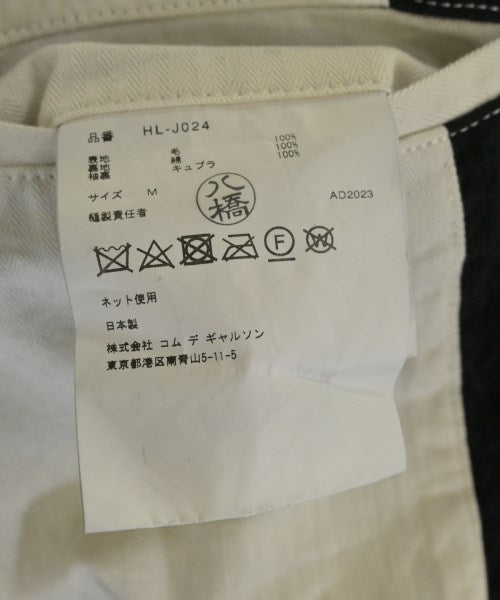 品番 HL-J024
表地 毛 100%
裏地 綿 100%
袖裏 キュプラ 100%
サイズ M
AD2023
縫製責任者
八橋
F
W
ネット使用
日本製
株式会社 コム デ ギャルソン
東京都港区南青山5-11-5